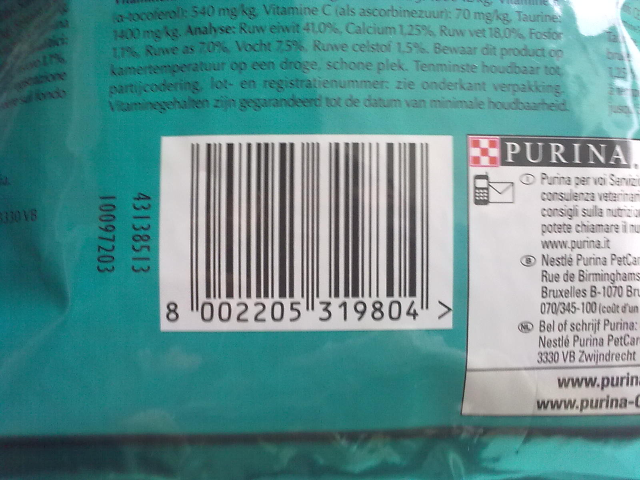 (α-tocoferol): 540 mg/kg, Vitamine C (als ascorbinezuur): 70 mg/kg, Taurine:
1400 mg/kg. Analyse: Ruw eiwit 41,0%, Calcium 1,25%, Ruw vet 18,0%, Fosfor
1,1%, Ruwe as 7,0%, Vocht 7,5%, Ruwe celstof 1,5%. Bewaar dit product op
kamertemperatuur op een droge, schone plek. Tenminste houdbaar tot,
partijcodering, lot- en registratienummer: zie onderkant verpakking.
Vitaminegehalten zijn gegarandeerd tot de datum van minimale houdbaarheid.
3330 VB
43138513
10097203
8 002205 319804 >
PURINA
I Purina per voi Servizi
consulenza veterinar
consigli sulla nutrizi
potete chiamare il nu
www.purina.it
B Nestlé Purina PetCar
Rue de Birminghams
Bruxelles B-1070 Bru
070/345-100 (coût d'un
NL Bel of schrijf Purina:
Nestlé Purina PetCar
3330 VB Zwijndrecht
www.purin
www.purina-